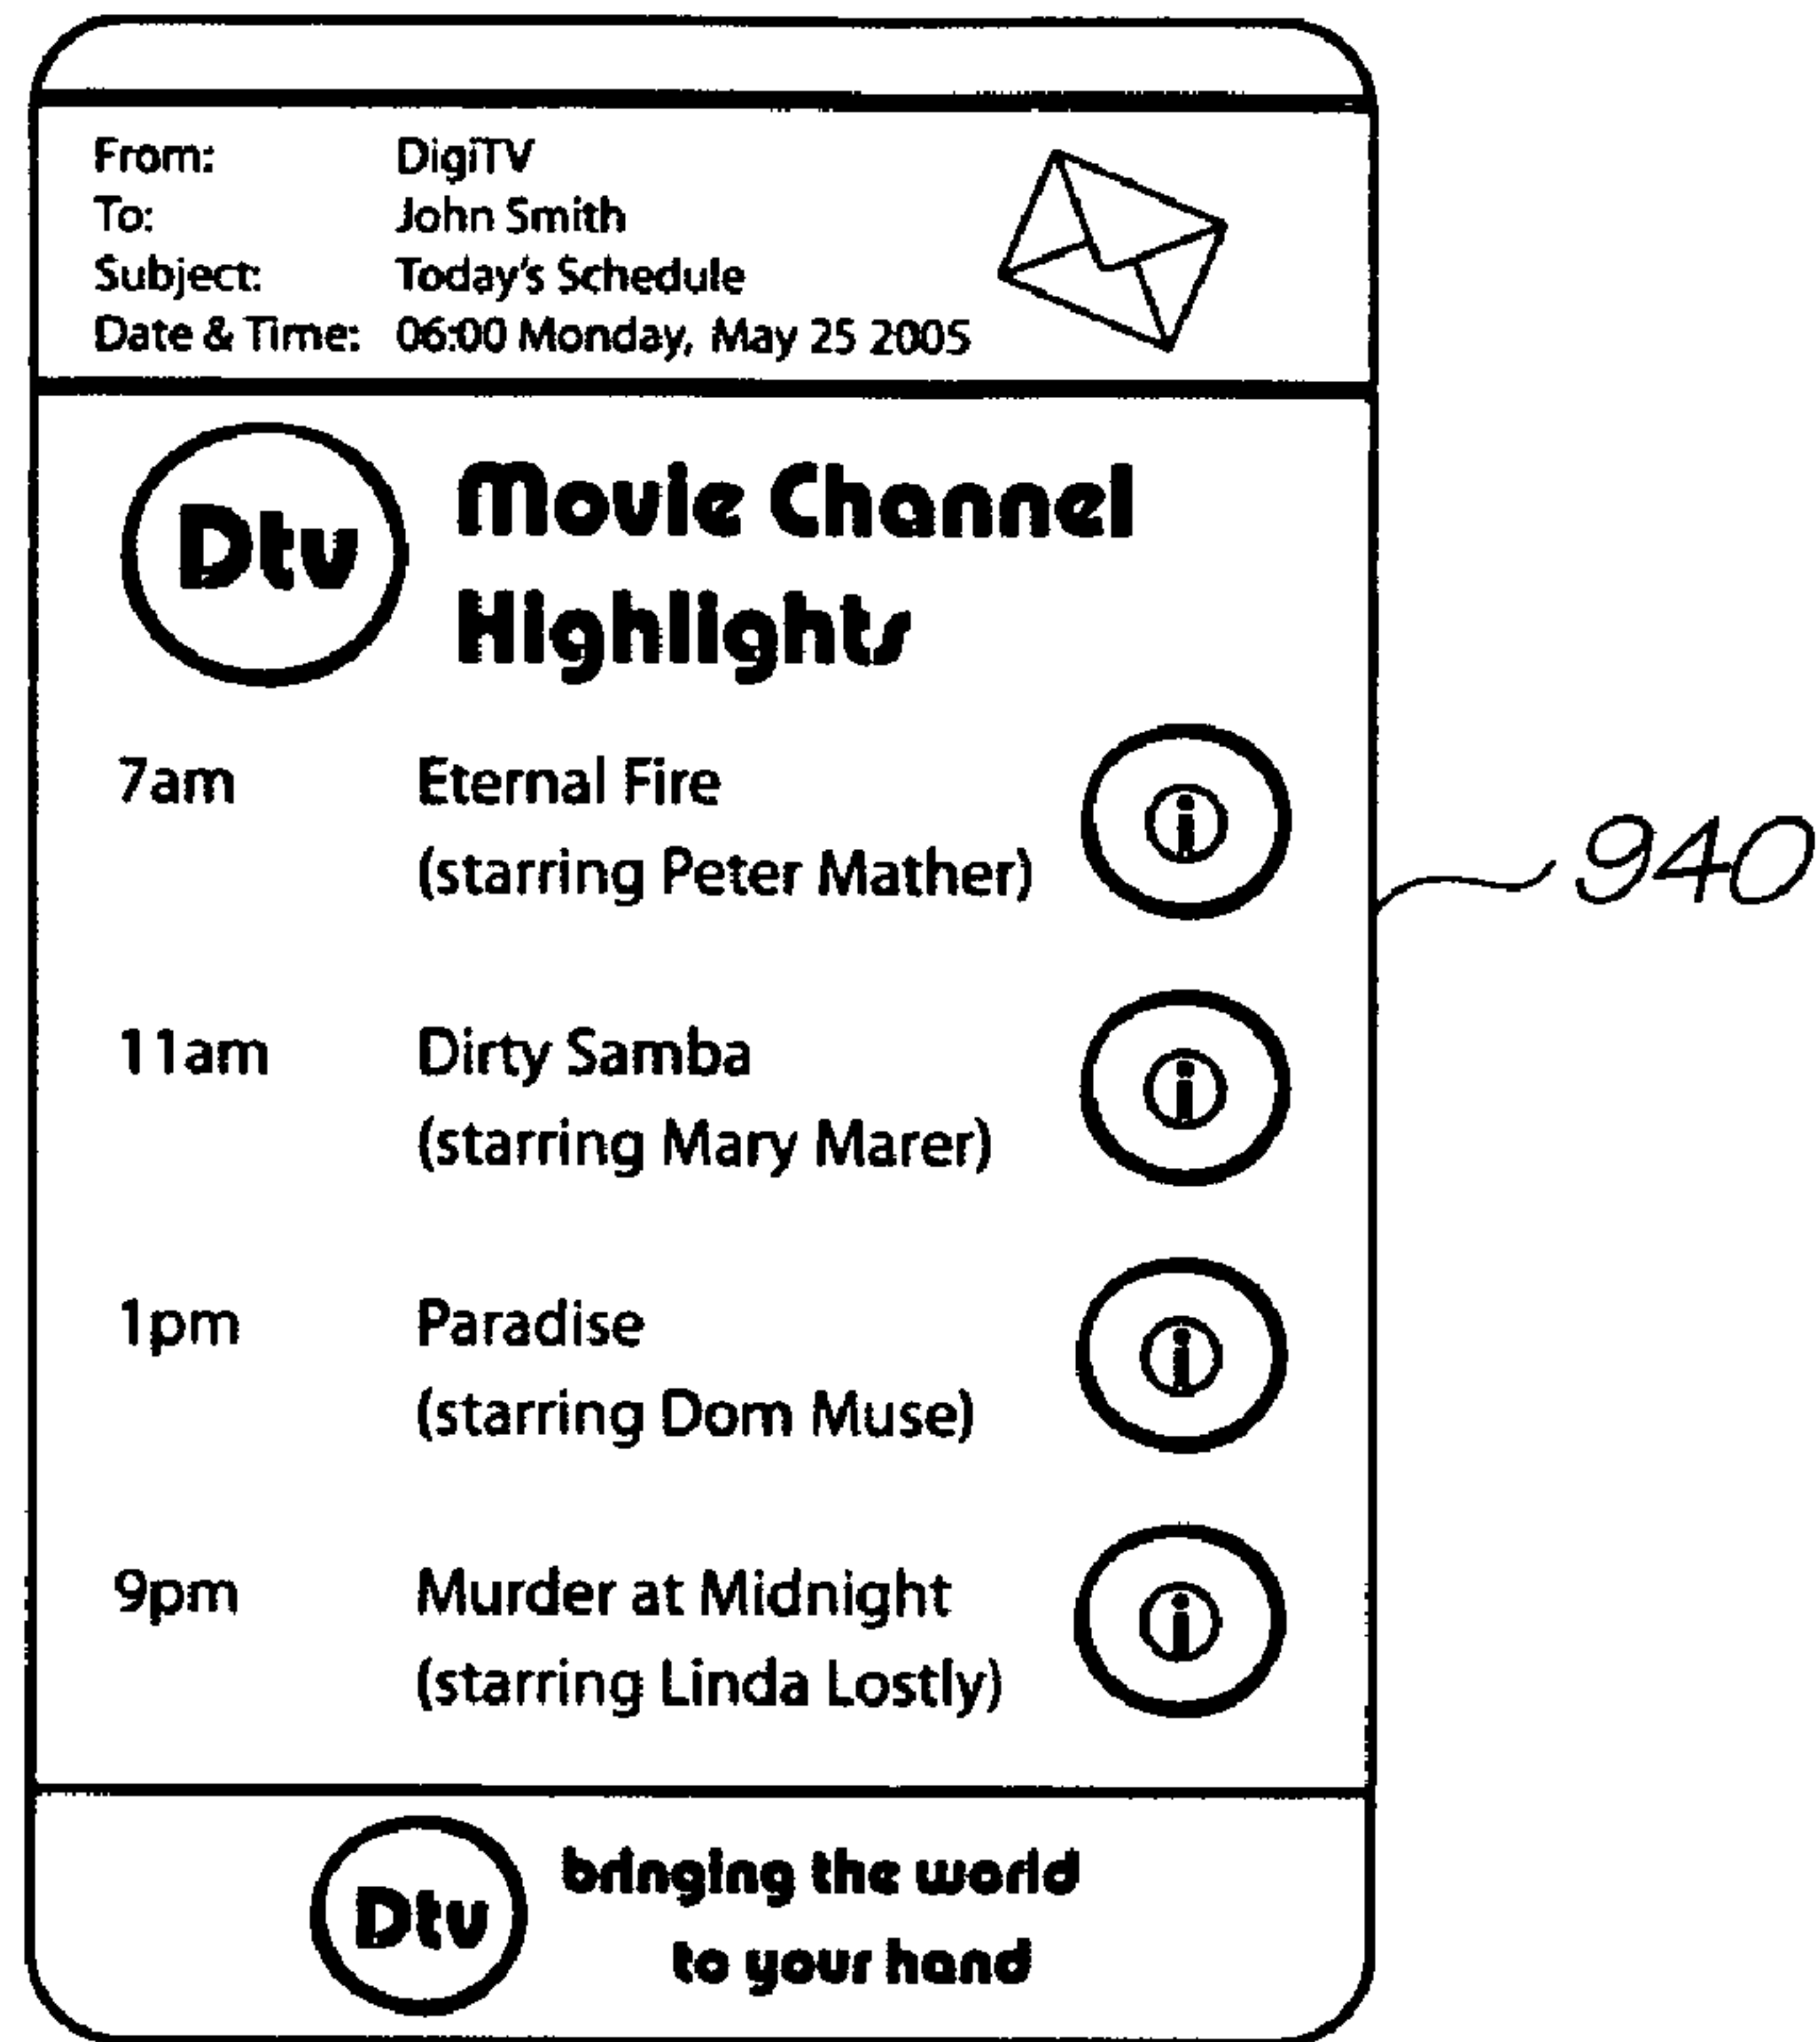 From: DigiTV
To: John Smith
Subject: Today's Schedule
Date & Time: 06:00 Monday, May 25 2005
Dtv
Movie Channel
Highlights
7am Eternal Fire
(starring Peter Mather)
i
940
11am Dirty Samba
(starring Mary Marer)
i
1pm Paradise
(starring Dom Muse)
i
9pm Murder at Midnight
(starring Linda Lostly)
i
Dtv
bringing the world
to your hand